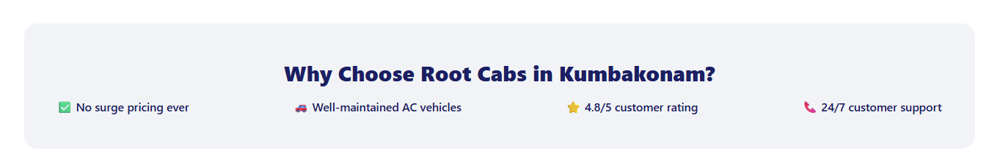 Why Choose Root Cabs in Kumbakonam?
✅ No surge pricing ever 🚗 Well-maintained AC vehicles ⭐ 4.8/5 customer rating 📞 24/7 customer support